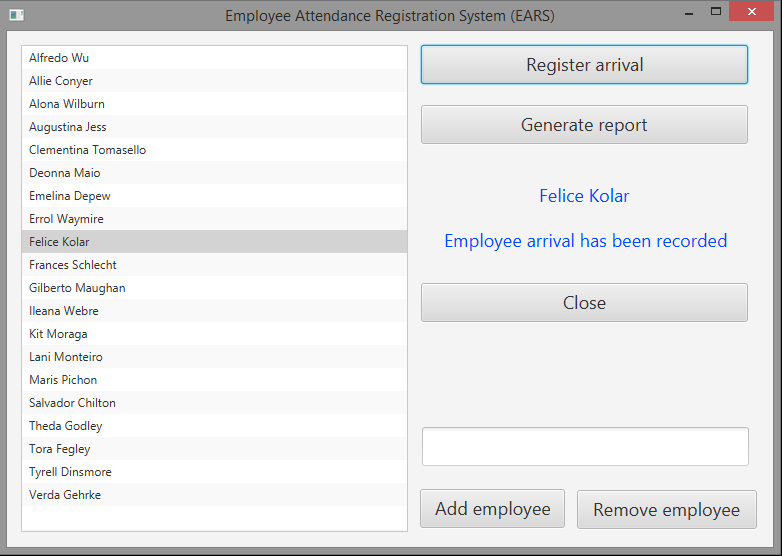 Employee Attendance Registration System (EARS)
Alfredo Wu
Allie Conyer
Alona Wilburn
Augustina Jess
Clementina Tomasello
Deonna Maio
Emelina Depew
Errol Waymire
Felice Kolar
Frances Schlecht
Gilberto Maughan
Ileana Webre
Kit Moraga
Lani Monteiro
Maris Pichon
Salvador Chilton
Theda Godley
Tora Fegley
Tyrell Dinsmore
Verda Gehrke
Register arrival
Generate report
Felice Kolar
Employee arrival has been recorded
Close
Add employee
Remove employee